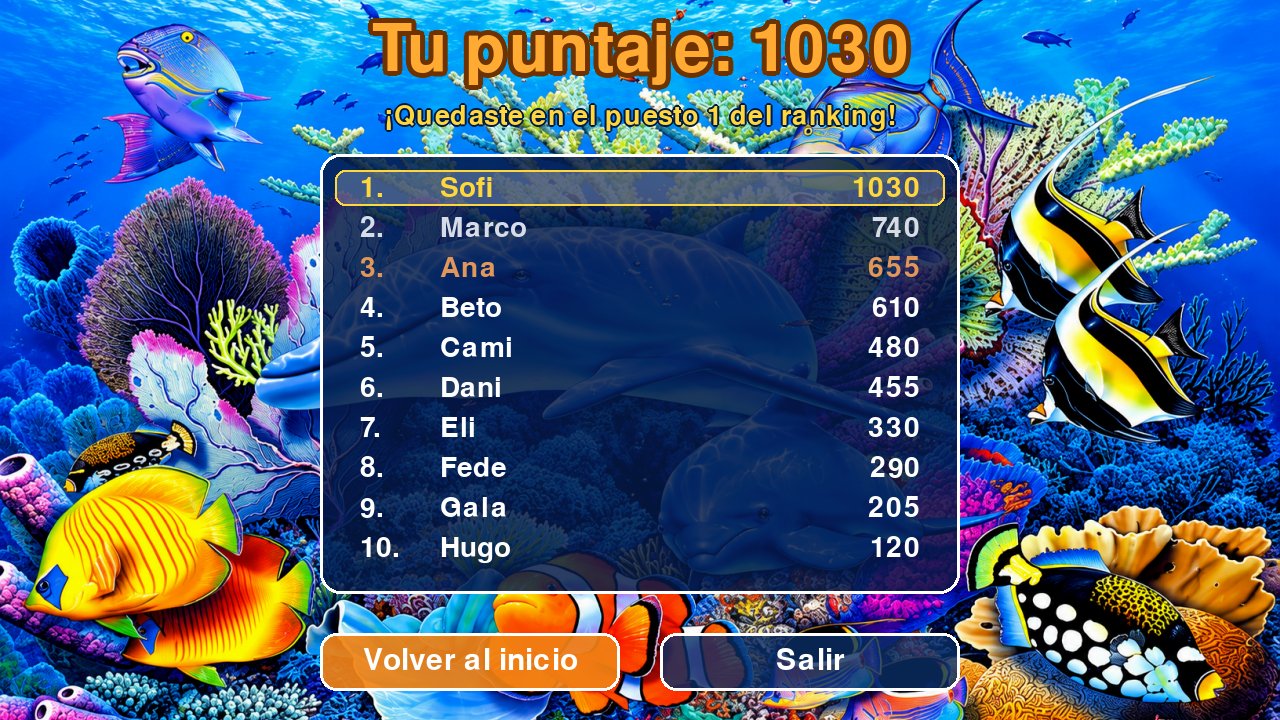 Tu puntaje: 1030
¡Quedaste en el puesto 1 del ranking!
1. Sofi 1030
2. Marco 740
3. Ana 655
4. Beto 610
5. Cami 480
6. Dani 455
7. Eli 330
8. Fede 290
9. Gala 205
10. Hugo 120
Volver al inicio
Salir